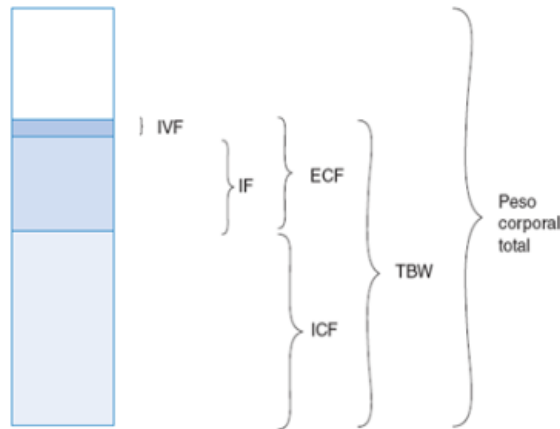 IVF
IF
ECF
ICF
TBW
Peso
corporal
total